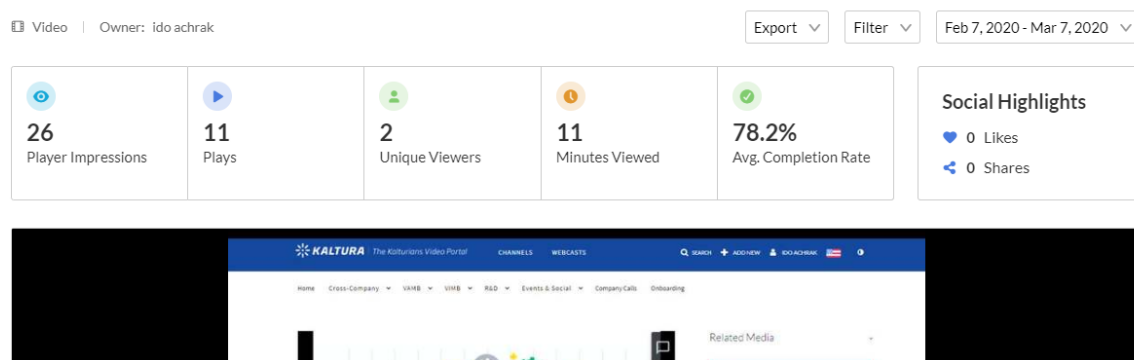 Video Owner: ido achrak Export Filter Feb 7, 2020 - Mar 7, 2020
26
Player Impressions
11
Plays
2
Unique Viewers
11
Minutes Viewed
78.2%
Avg. Completion Rate
Social Highlights
0 Likes
0 Shares
KALTURA The Kalturians Video Portal CHANNELS WEBCASTS SEARCH ADD NEW IDO ACHRAK
Home Cross-Company VAMB VIMB R&D Events & Social Company Calls Onboarding
Related Media